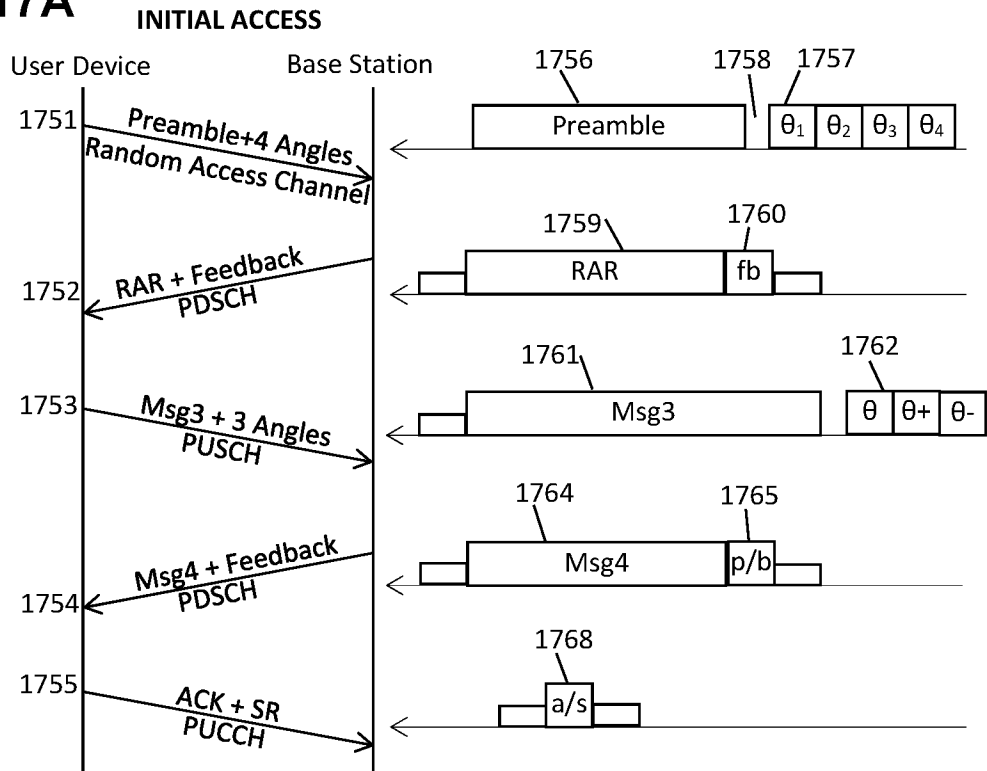 17A
INITIAL ACCESS
User Device
Base Station
1756
1758
1757
1751
Preamble+4 Angles
Random Access Channel
Preamble
θ1 θ2 θ3 θ4
1759
1760
1752
RAR + Feedback
PDSCH
RAR
fb
1761
1762
1753
Msg3 + 3 Angles
PUSCH
Msg3
θ θ+ θ-
1764
1765
1754
Msg4 + Feedback
PDSCH
Msg4
p/b
1768
1755
ACK + SR
PUCCH
a/s